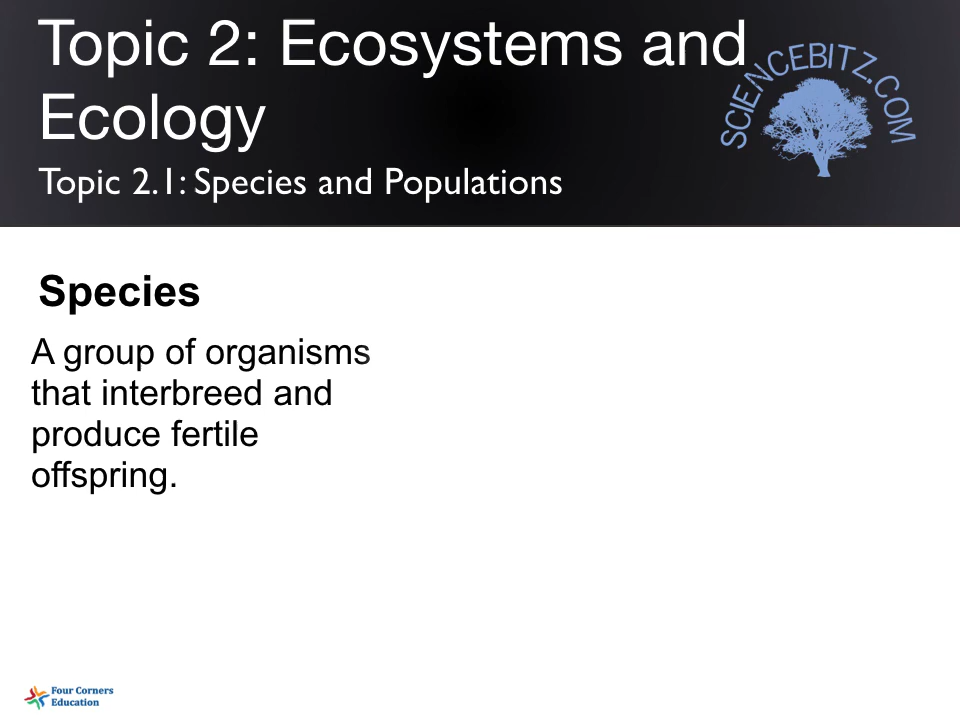 Topic 2: Ecosystems and
Ecology
SCIENCEBITZ.COM
Topic 2.1: Species and Populations
Species
A group of organisms
that interbreed and
produce fertile
offspring.
Four Corners
Education